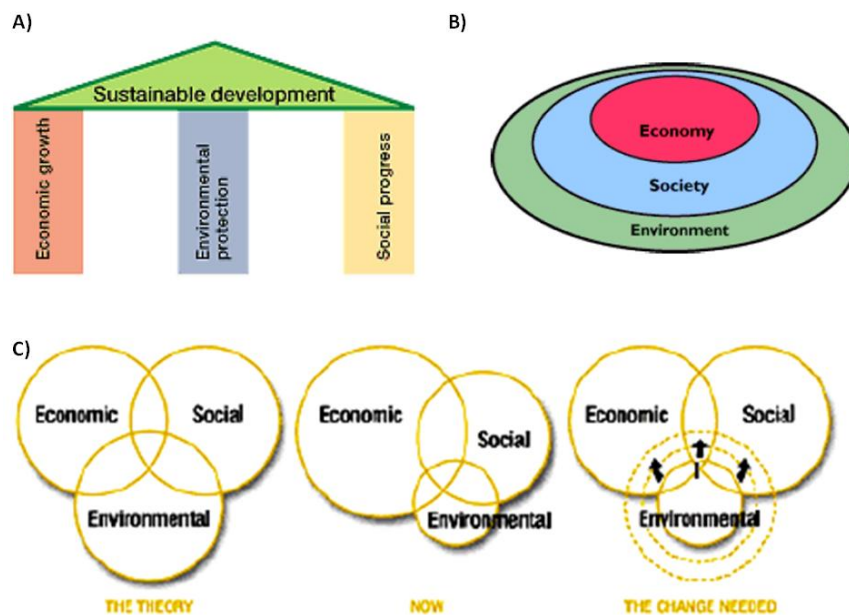 A)
Sustainable development
Economic growth
Environmental
protection
Social progress
B)
Economy
Society
Environment
C)
Economic
Social
Environmental
THE THEORY
Economic
Social
Environmental
NOW
Economic
Social
Environmental
THE CHANGE NEEDED